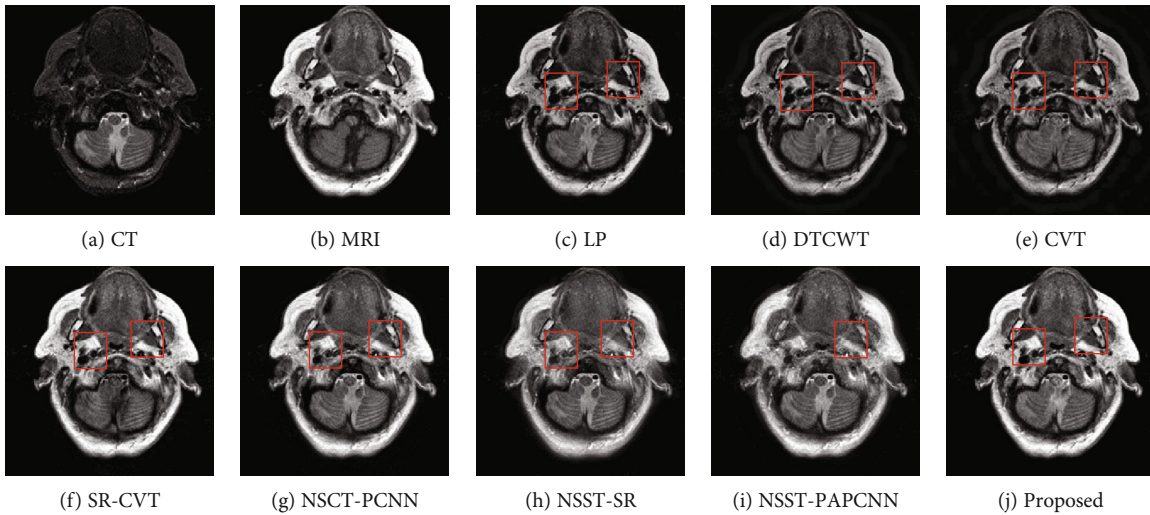 (a) CT
(b) MRI
(c) LP
(d) DTCWT
(e) CVT
(f) SR-CVT
(g) NSCT-PCNN
(h) NSST-SR
(i) NSST-PAPCNN
(j) Proposed